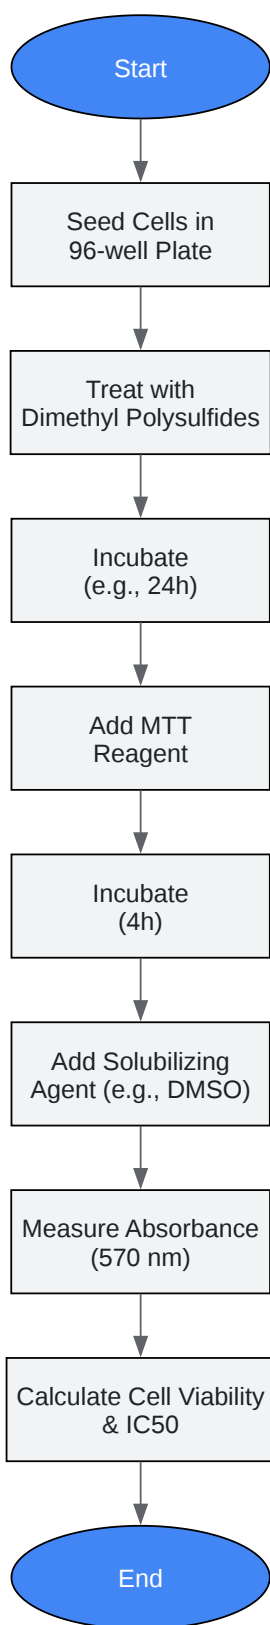 Start
Seed Cells in
96-well Plate
Treat with
Dimethyl Polysulfides
Incubate
(e.g., 24h)
Add MTT
Reagent
Incubate
(4h)
Add Solubilizing
Agent (e.g., DMSO)
Measure Absorbance
(570 nm)
Calculate Cell Viability
& IC50
End